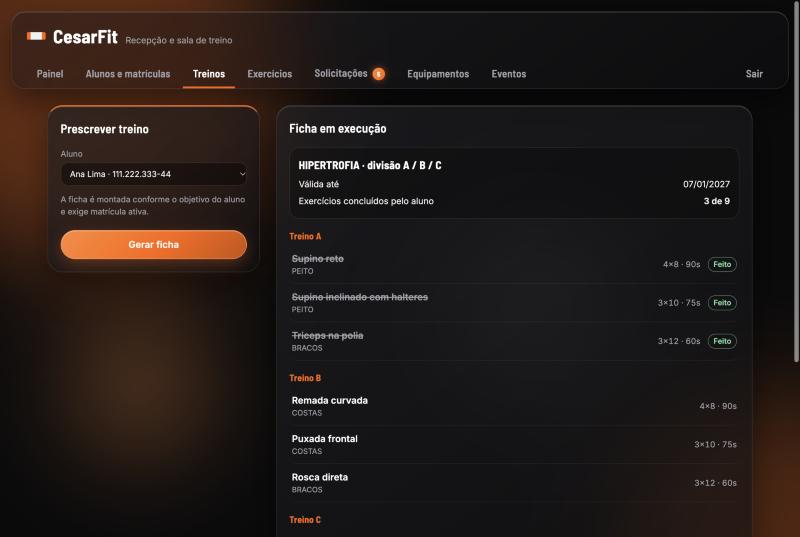 CesarFit Recepção e sala de treino
Painel Alunos e matrículas Treinos Exercícios Solicitações 6 Equipamentos Eventos Sair
Prescrever treino
Aluno
Ana Lima · 111.222.333-44
A ficha é montada conforme o objetivo do aluno
e exige matrícula ativa.
Gerar ficha
Ficha em execução
HIPERTROFIA · divisão A / B / C
Válida até 07/01/2027
Exercícios concluídos pelo aluno 3 de 9
Treino A
Supino reto
PEITO
4×8 · 90s Feito
Supino inclinado com halteres
PEITO
3×10 · 75s Feito
Triceps na polia
BRACOS
3×12 · 60s Feito
Treino B
Remada curvada
COSTAS
4×8 · 90s
Puxada frontal
COSTAS
3×10 · 75s
Rosca direta
BRACOS
3×12 · 60s
Treino C